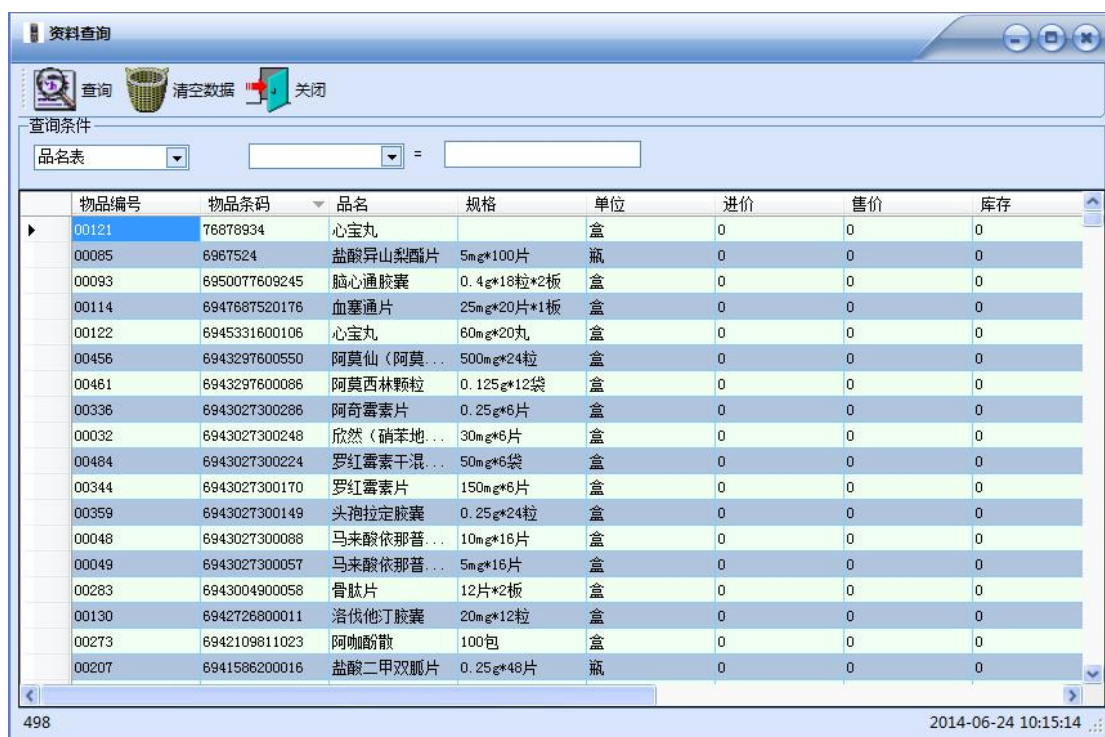 资料查询
查询 清空数据 关闭
查询条件
品名表 =
物品编号 物品条码 品名 规格 单位 进价 售价 库存
00121 76878934 心宝丸 盒 0 0 0
00085 6967524 盐酸异山梨酯片 5mg*100片 瓶 0 0 0
00093 6950077609245 脑心通胶囊 0.4g*18粒*2板 盒 0 0 0
00114 6947687520176 血塞通片 25mg*20片*1板 盒 0 0 0
00122 6945331600106 心宝丸 60mg*20丸 盒 0 0 0
00456 6943297600550 阿莫仙（阿莫... 500mg*24粒 盒 0 0 0
00461 6943297600086 阿莫西林颗粒 0.125g*12袋 盒 0 0 0
00336 6943027300286 阿奇霉素片 0.25g*6片 盒 0 0 0
00032 6943027300248 欣然（硝苯地... 30mg*6片 盒 0 0 0
00484 6943027300224 罗红霉素干混... 50mg*6袋 盒 0 0 0
00344 6943027300170 罗红霉素片 150mg*6片 盒 0 0 0
00359 6943027300149 头孢拉定胶囊 0.25g*24粒 盒 0 0 0
00048 6943027300088 马来酸依那普... 10mg*16片 盒 0 0 0
00049 6943027300057 马来酸依那普... 5mg*16片 盒 0 0 0
00283 6943004900058 骨肽片 12片*2板 盒 0 0 0
00130 6942726800011 洛伐他汀胶囊 20mg*12粒 盒 0 0 0
00273 6942109811023 阿咖酚散 100包 盒 0 0 0
00207 6941586200016 盐酸二甲双胍片 0.25g*48片 瓶 0 0 0
498 2014-06-24 10:15:14